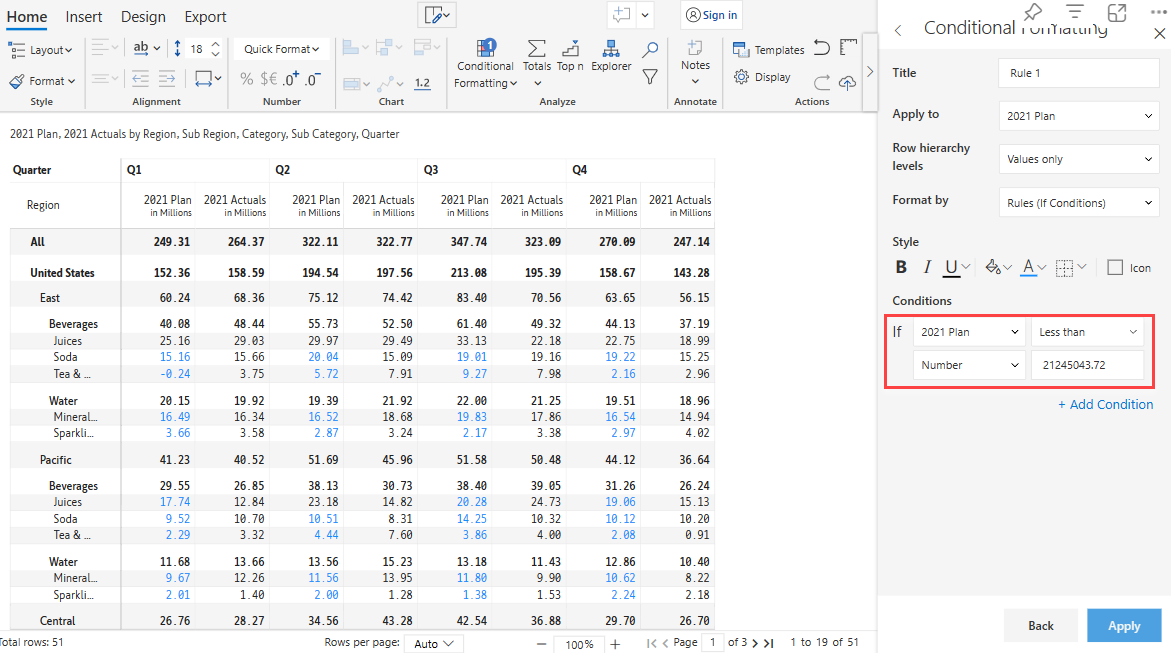 Home Insert Design Export
Sign in
Layout
Format
Style
ab
18
Alignment
Quick Format
% $€ .0+ .0-
Number
1.2
Chart
1
Conditional Formatting
Totals
Top n
Explorer
Analyze
Notes
Annotate
Templates
Display
Actions
2021 Plan, 2021 Actuals by Region, Sub Region, Category, Sub Category, Quarter
Quarter Q1 Q2 Q3 Q4
Region 2021 Plan 2021 Actuals 2021 Plan 2021 Actuals 2021 Plan 2021 Actuals 2021 Plan 2021 Actuals
in Millions in Millions in Millions in Millions in Millions in Millions in Millions in Millions
All 249.31 264.37 322.11 322.77 347.74 323.09 270.09 247.14
United States 152.36 158.59 194.54 197.56 213.08 195.39 158.67 143.28
East 60.24 68.36 75.12 74.42 83.40 70.56 63.65 56.15
Beverages 40.08 48.44 55.73 52.50 61.40 49.32 44.13 37.19
Juices 25.16 29.03 29.97 29.49 33.13 22.18 22.75 18.99
Soda 15.16 15.66 20.04 15.09 19.01 19.16 19.22 15.25
Tea & ... -0.24 3.75 5.72 7.91 9.27 7.98 2.16 2.96
Water 20.15 19.92 19.39 21.92 22.00 21.25 19.51 18.96
Mineral... 16.49 16.34 16.52 18.68 19.83 17.86 16.54 14.94
Sparkli... 3.66 3.58 2.87 3.24 2.17 3.38 2.97 4.02
Pacific 41.23 40.52 51.69 45.96 51.58 50.48 44.12 36.64
Beverages 29.55 26.85 38.13 30.73 38.40 39.05 31.26 26.24
Juices 17.74 12.84 23.18 14.82 20.28 24.73 19.06 15.13
Soda 9.52 10.70 10.51 8.31 14.25 10.32 10.12 10.20
Tea & ... 2.29 3.32 4.44 7.60 3.86 4.00 2.08 0.91
Water 11.68 13.66 13.56 15.23 13.18 11.43 12.86 10.40
Mineral... 9.67 12.26 11.56 13.95 11.80 9.90 10.62 8.22
Sparkli... 2.01 1.40 2.00 1.28 1.38 1.53 2.24 2.18
Central 26.76 28.27 34.56 43.28 42.54 36.88 29.70 26.70
Total rows: 51 Rows per page: Auto 100% Page 1 of 3 1 to 19 of 51
Conditional Formatting
Title Rule 1
Apply to 2021 Plan
Row hierarchy levels Values only
Format by Rules (If Conditions)
Style
B I U A Icon
Conditions
If 2021 Plan Less than
Number 21245043.72
+ Add Condition
Back Apply